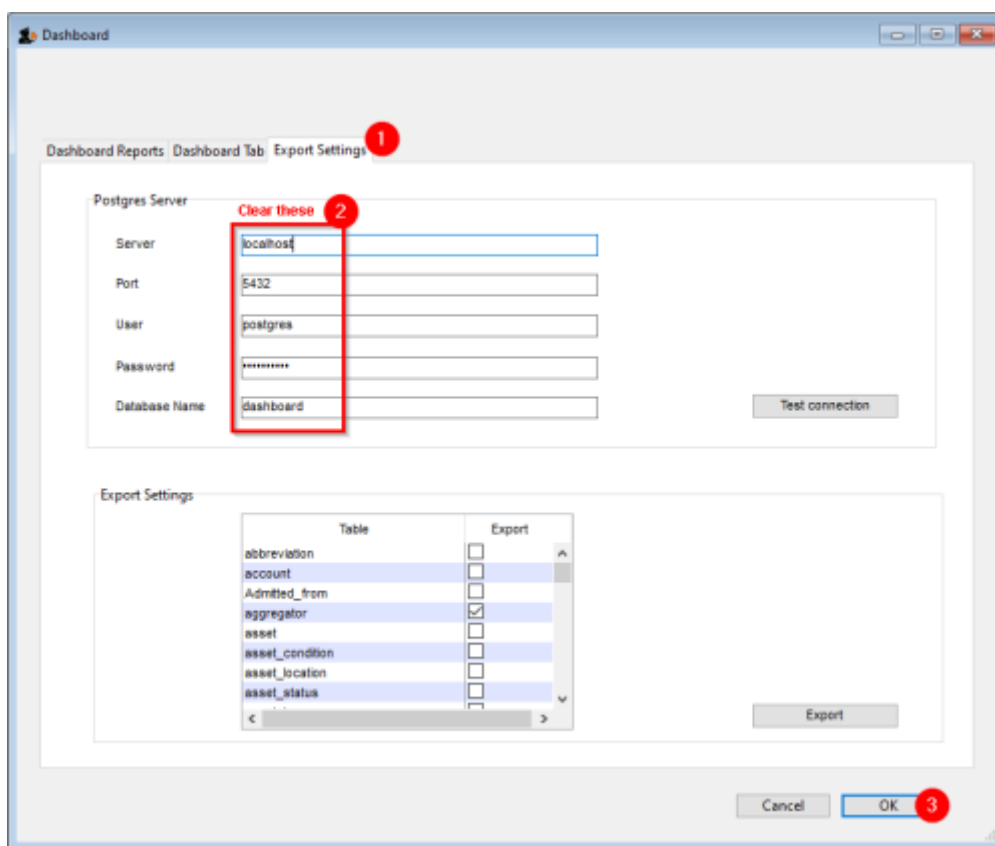 Dashboard
Dashboard Reports Dashboard Tab Export Settings 1
Postgres Server
Clear these 2
Server localhost
Port 5432
User postgres
Password ••••••••••
Database Name dashboard
Test connection
Export Settings
Table Export
abbreviation
account
Admitted_from
aggregator
asset
asset_condition
asset_location
asset_status
Export
Cancel OK 3